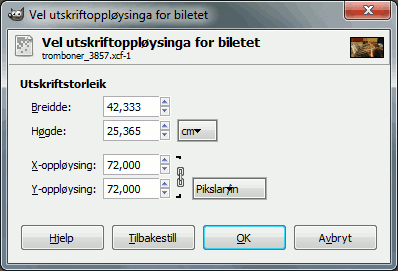 Vel utskriftoppløysinga for biletet
Vel utskriftoppløysinga for biletet
tromboner_3857.xcf-1
Utskriftstorleik
Breidde: 42,333
Høgde: 25,365 cm
X-oppløysing: 72,000
Y-oppløysing: 72,000 Pikslar/in
Hjelp Tilbakestill OK Avbryt